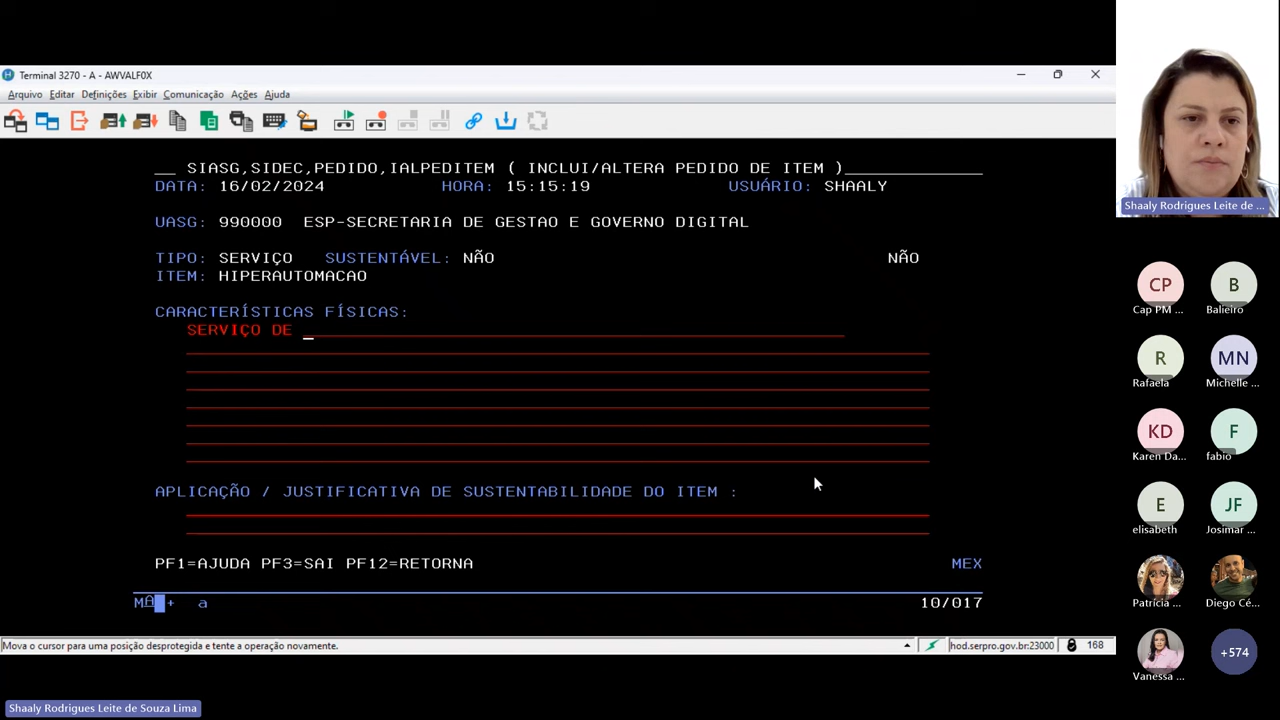 Terminal 3270 - A - AWVALF0X
Arquivo Editar Definições Exibir Comunicação Ações Ajuda
__ SIASG,SIDEC,PEDIDO,IALPEDITEM ( INCLUI/ALTERA PEDIDO DE ITEM )
DATA: 16/02/2024 HORA: 15:15:19 USUÁRIO: SHAALY
UASG: 990000 ESP-SECRETARIA DE GESTAO E GOVERNO DIGITAL
TIPO: SERVIÇO SUSTENTÁVEL: NÃO NÃO
ITEM: HIPERAUTOMACAO
CARACTERÍSTICAS FÍSICAS:
SERVIÇO DE
APLICAÇÃO / JUSTIFICATIVA DE SUSTENTABILIDADE DO ITEM :
PF1=AJUDA PF3=SAI PF12=RETORNA MEX
MA + a 10/017
Mova o cursor para uma posição desprotegida e tente a operação novamente. hod.serpro.gov.br:23000 168
Shaaly Rodrigues Leite de Souza Lima
Shaaly Rodrigues Leite de ...
CP B
Cap PM ... Balieiro
R MN
Rafaela Michelle ...
KD F
Karen Da... fabio
E JF
elisabeth Josimar ...
Patrícia ... Diego Cé...
+574
Vanessa ...